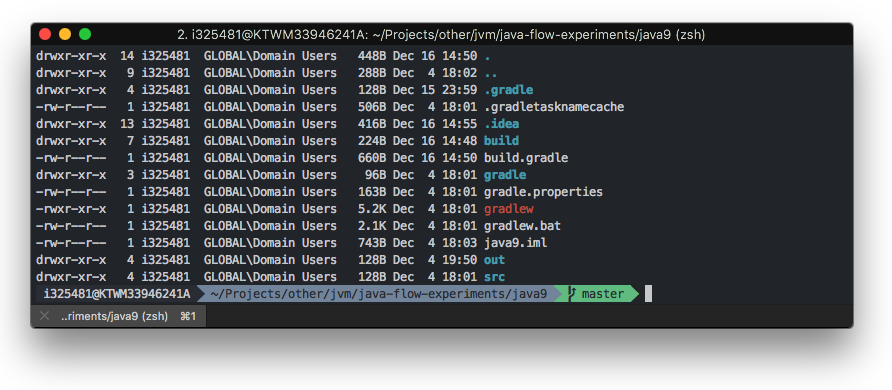 2. i325481@KTWM33946241A: ~/Projects/other/jvm/java-flow-experiments/java9 (zsh)
drwxr-xr-x  14 i325481  GLOBAL\Domain Users   448B Dec 16 14:50 .
drwxr-xr-x   9 i325481  GLOBAL\Domain Users   288B Dec  4 18:02 ..
drwxr-xr-x   4 i325481  GLOBAL\Domain Users   128B Dec 15 23:59 .gradle
-rw-r--r--   1 i325481  GLOBAL\Domain Users   506B Dec  4 18:01 .gradletasknamecache
drwxr-xr-x  13 i325481  GLOBAL\Domain Users   416B Dec 16 14:55 .idea
drwxr-xr-x   7 i325481  GLOBAL\Domain Users   224B Dec 16 14:48 build
-rw-r--r--   1 i325481  GLOBAL\Domain Users   660B Dec 16 14:50 build.gradle
drwxr-xr-x   3 i325481  GLOBAL\Domain Users    96B Dec  4 18:01 gradle
-rw-r--r--   1 i325481  GLOBAL\Domain Users   163B Dec  4 18:01 gradle.properties
-rwxr-xr-x   1 i325481  GLOBAL\Domain Users   5.2K Dec  4 18:01 gradlew
-rw-r--r--   1 i325481  GLOBAL\Domain Users   2.1K Dec  4 18:01 gradlew.bat
-rw-r--r--   1 i325481  GLOBAL\Domain Users   743B Dec  4 18:03 java9.iml
drwxr-xr-x   4 i325481  GLOBAL\Domain Users   128B Dec  4 19:50 out
drwxr-xr-x   4 i325481  GLOBAL\Domain Users   128B Dec  4 18:01 src
i325481@KTWM33946241A ~/Projects/other/jvm/java-flow-experiments/java9 master
..riments/java9 (zsh) ⌘1